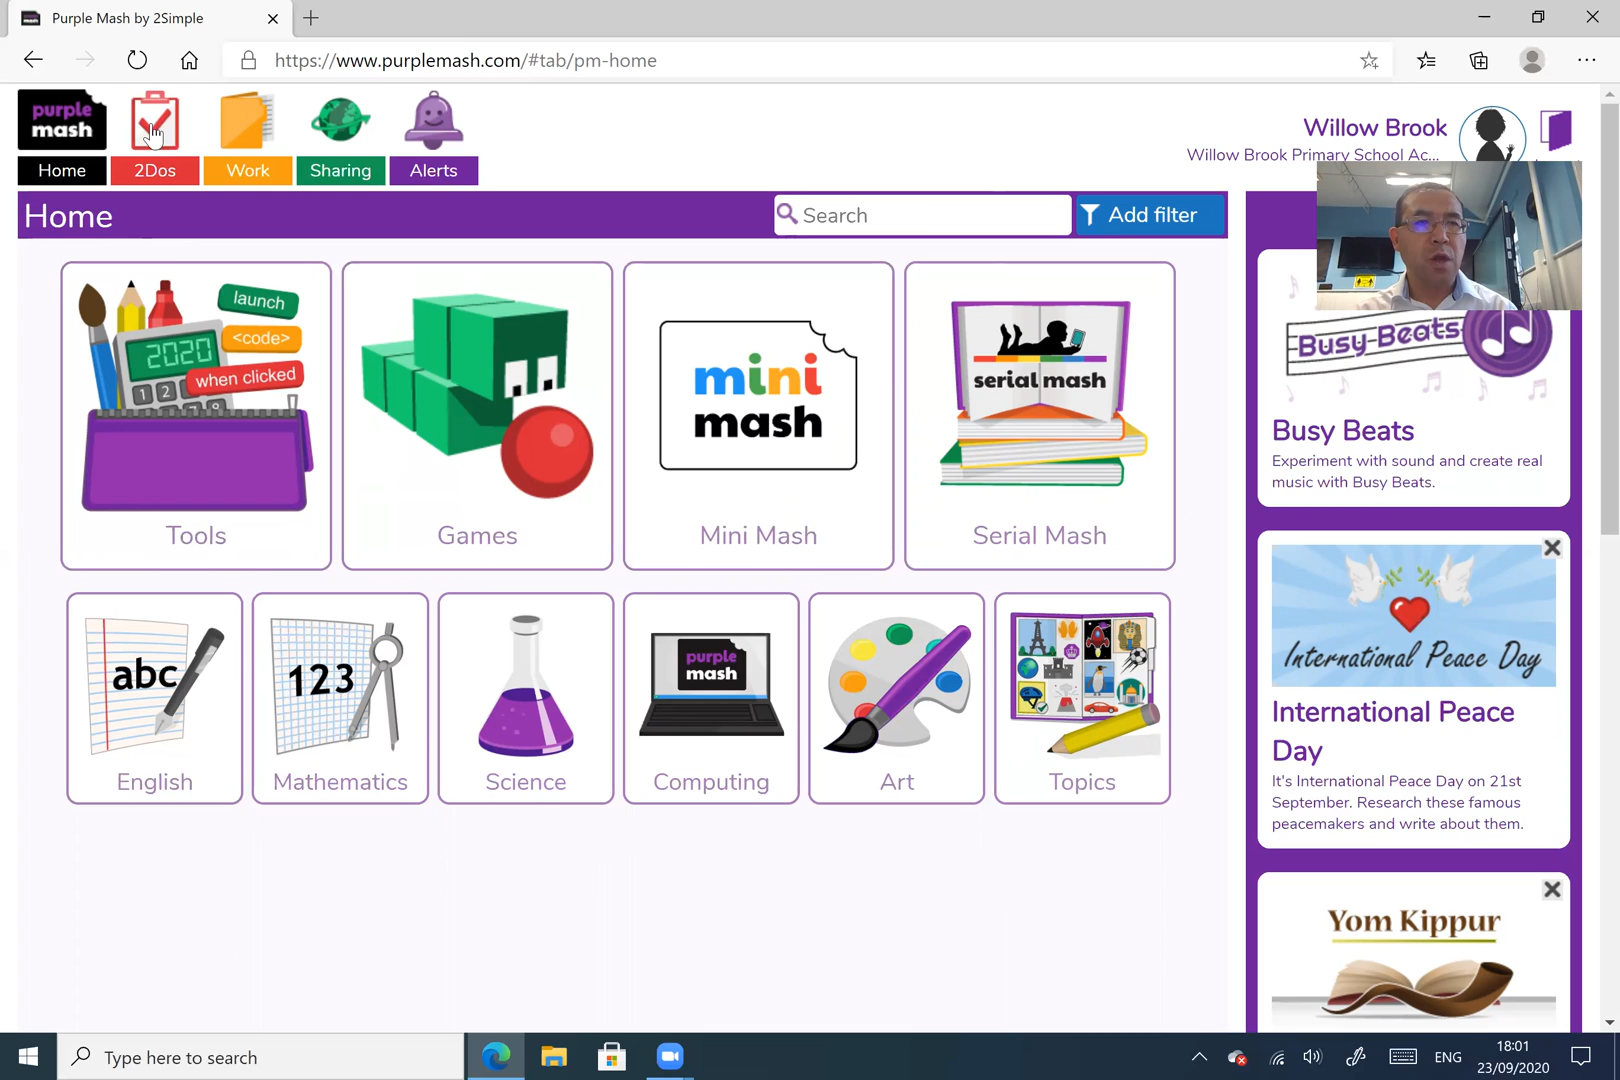 Purple Mash by 2Simple
https://www.purplemash.com/#tab/pm-home
purple
mash
Home
2Dos
Work
Sharing
Alerts
Willow Brook
Willow Brook Primary School Ac...
Home
Search
Add filter
launch
<code>
2020
when clicked
Tools
Games
mini
mash
Mini Mash
serial mash
Serial Mash
abc
English
123
Mathematics
Science
purple
mash
Computing
Art
Topics
Busy Beats
Busy Beats
Experiment with sound and create real
music with Busy Beats.
International Peace Day
International Peace
Day
It's International Peace Day on 21st
September. Research these famous
peacemakers and write about them.
Yom Kippur
Type here to search
ENG
18:01
23/09/2020